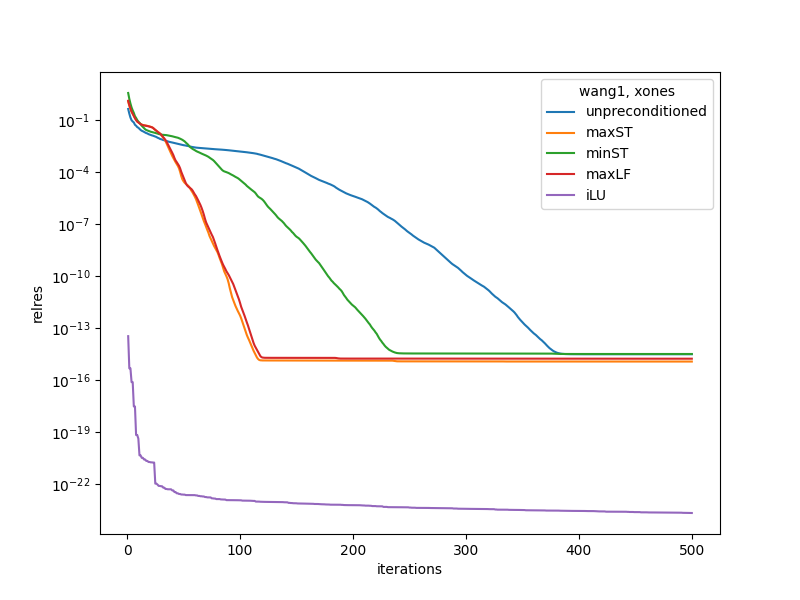 wang1, xones
unpreconditioned
maxST
minST
maxLF
iLU
relres
10⁻¹
10⁻⁴
10⁻⁷
10⁻¹⁰
10⁻¹³
10⁻¹⁶
10⁻¹⁹
10⁻²²
0 100 200 300 400 500
iterations